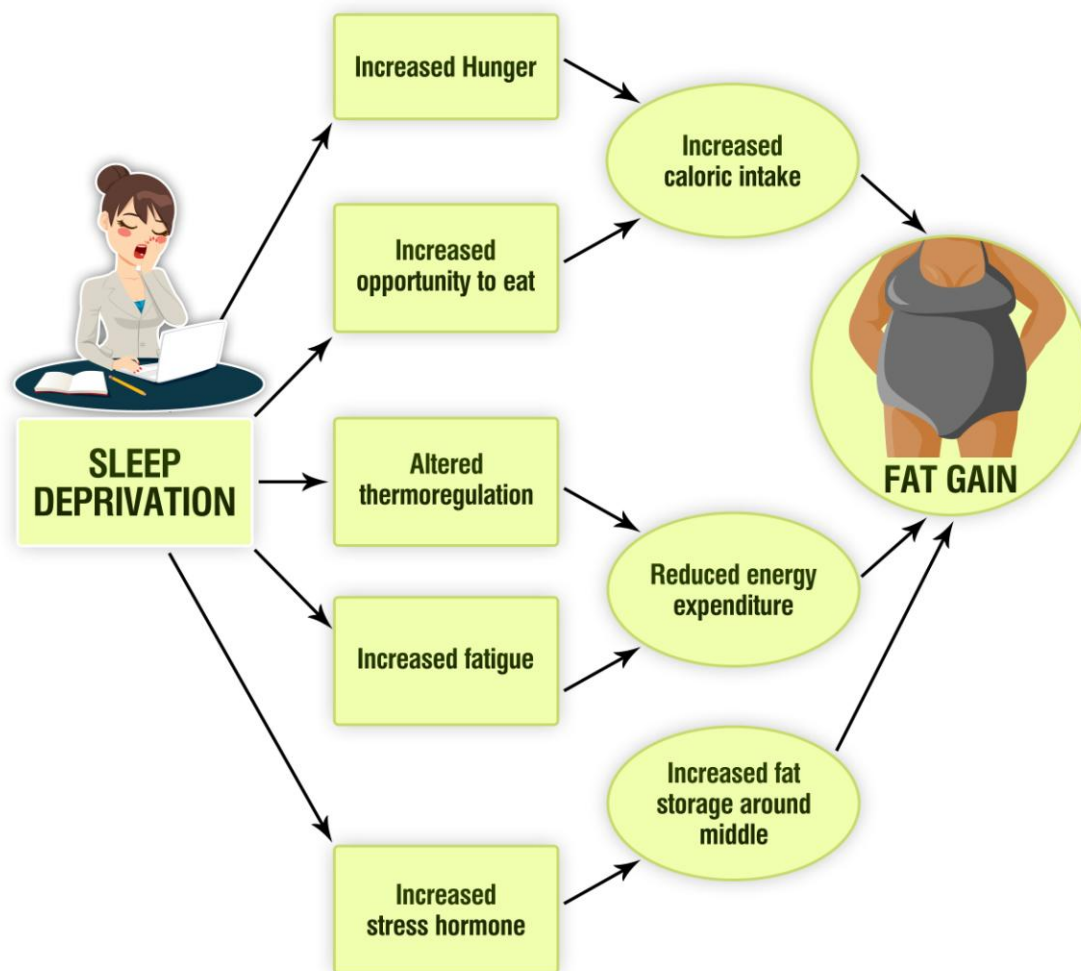 Increased Hunger
Increased
caloric intake
Increased
opportunity to eat
SLEEP
DEPRIVATION
Altered
thermoregulation
FAT GAIN
Reduced energy
expenditure
Increased fatigue
Increased fat
storage around
middle
Increased
stress hormone